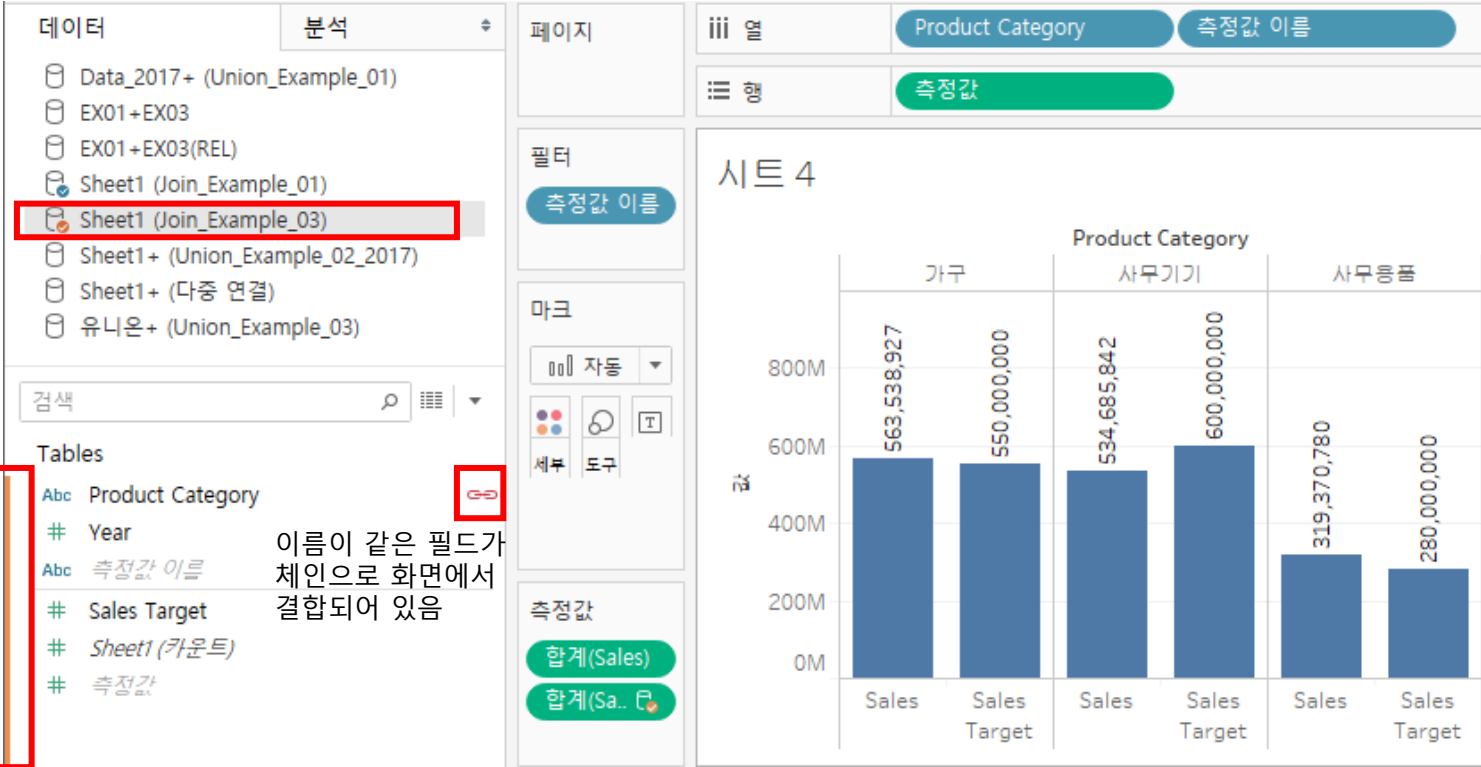 데이터
분석
Data_2017+ (Union_Example_01)
EX01+EX03
EX01+EX03(REL)
Sheet1 (Join_Example_01)
Sheet1 (Join_Example_03)
Sheet1+ (Union_Example_02_2017)
Sheet1+ (다중 연결)
유니온+ (Union_Example_03)
검색
Tables
Abc Product Category
# Year
Abc 측정값 이름
이름이 같은 필드가
체인으로 화면에서
결합되어 있음
# Sales Target
# Sheet1 (카운트)
# 측정값
페이지
필터
측정값 이름
마크
자동
T
세부 도구
측정값
합계(Sales)
합계(Sa..
iii 열
Product Category
측정값 이름
행
측정값
시트 4
Product Category
가구
사무기기
사무용품
값
800M
600M
400M
200M
0M
563,538,927
550,000,000
534,685,842
600,000,000
319,370,780
280,000,000
Sales
Sales
Target
Sales
Sales
Target
Sales
Sales
Target